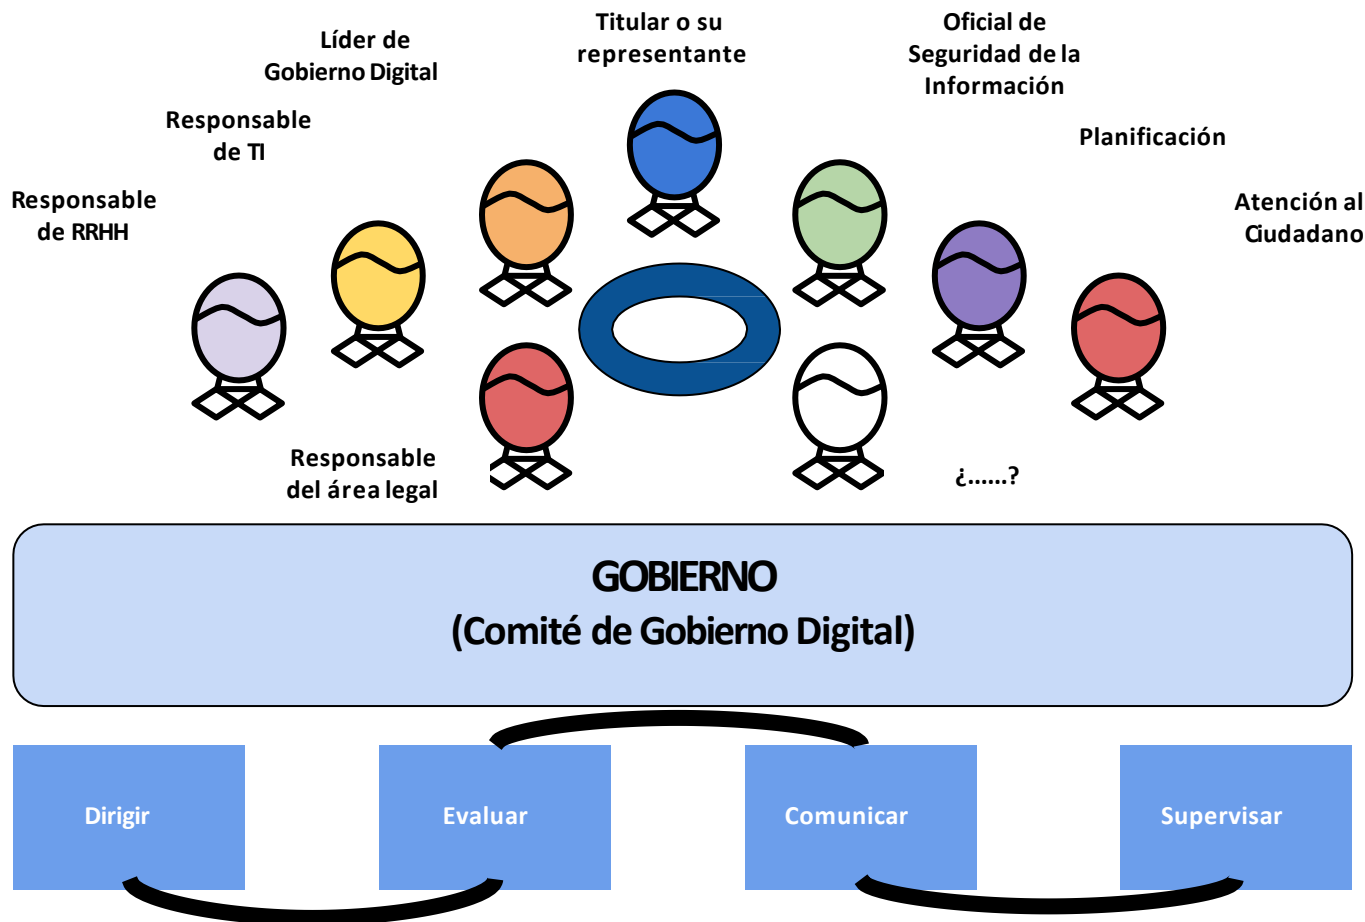 Titular o su
representante
Oficial de
Seguridad de la
Información
Líder de
Gobierno Digital
Responsable
de TI
Planificación
Responsable
de RRHH
Atención al
Ciudadano
Responsable
del área legal
¿......?
GOBIERNO
(Comité de Gobierno Digital)
Dirigir
Evaluar
Comunicar
Supervisar